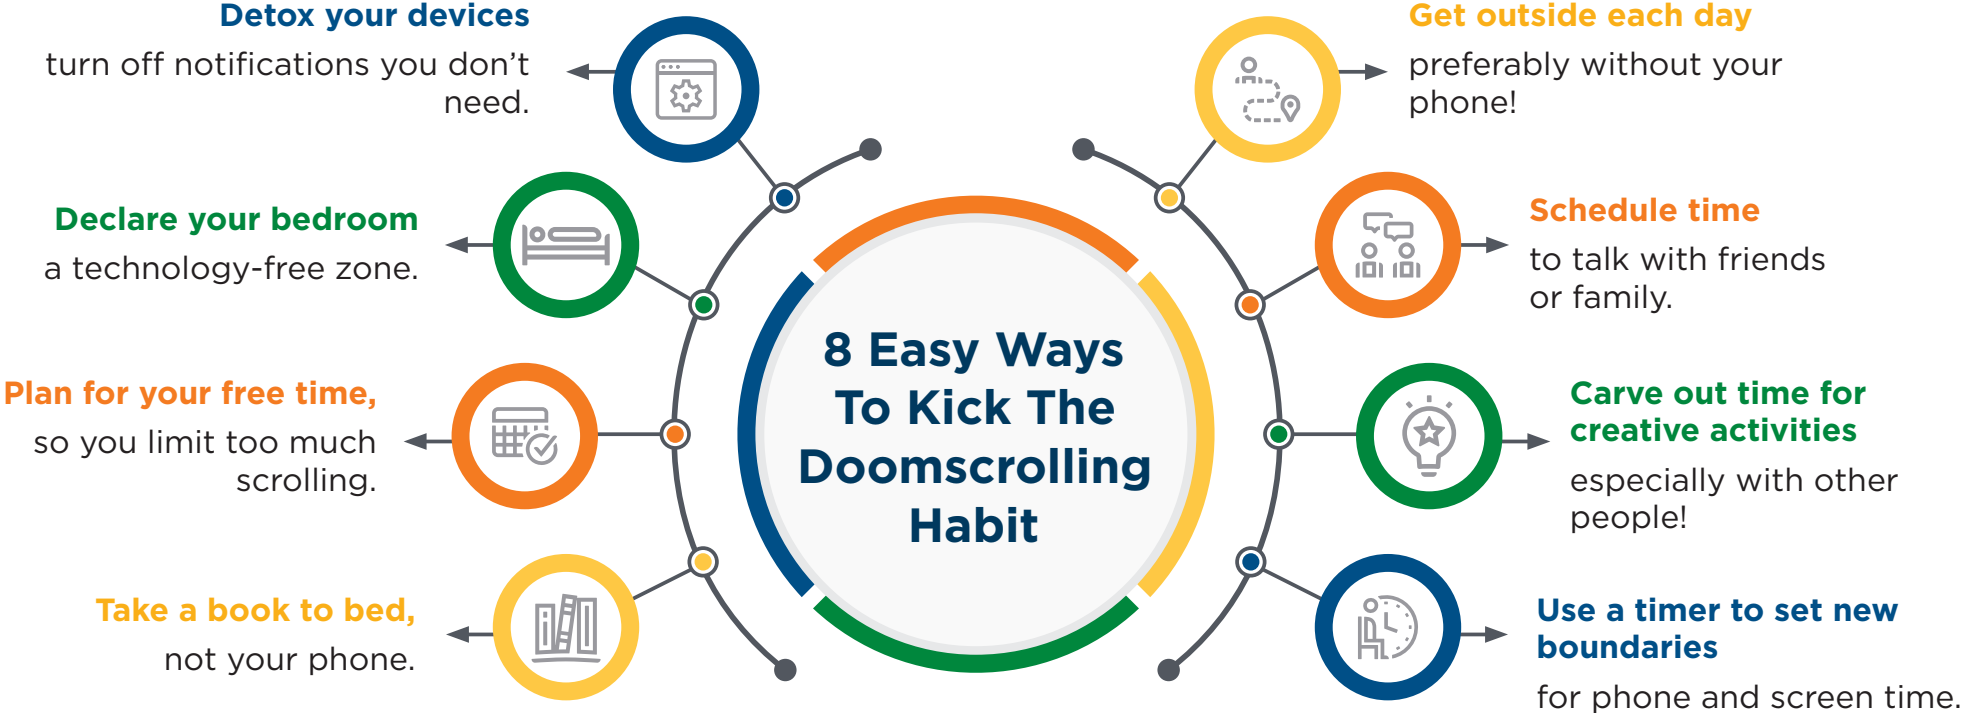 8 Easy Ways
To Kick The
Doomscrolling
Habit
Detox your devices
turn off notifications you don't
need.
Declare your bedroom
a technology-free zone.
Plan for your free time,
so you limit too much
scrolling.
Take a book to bed,
not your phone.
Get outside each day
preferably without your
phone!
Schedule time
to talk with friends
or family.
Carve out time for
creative activities
especially with other
people!
Use a timer to set new
boundaries
for phone and screen time.